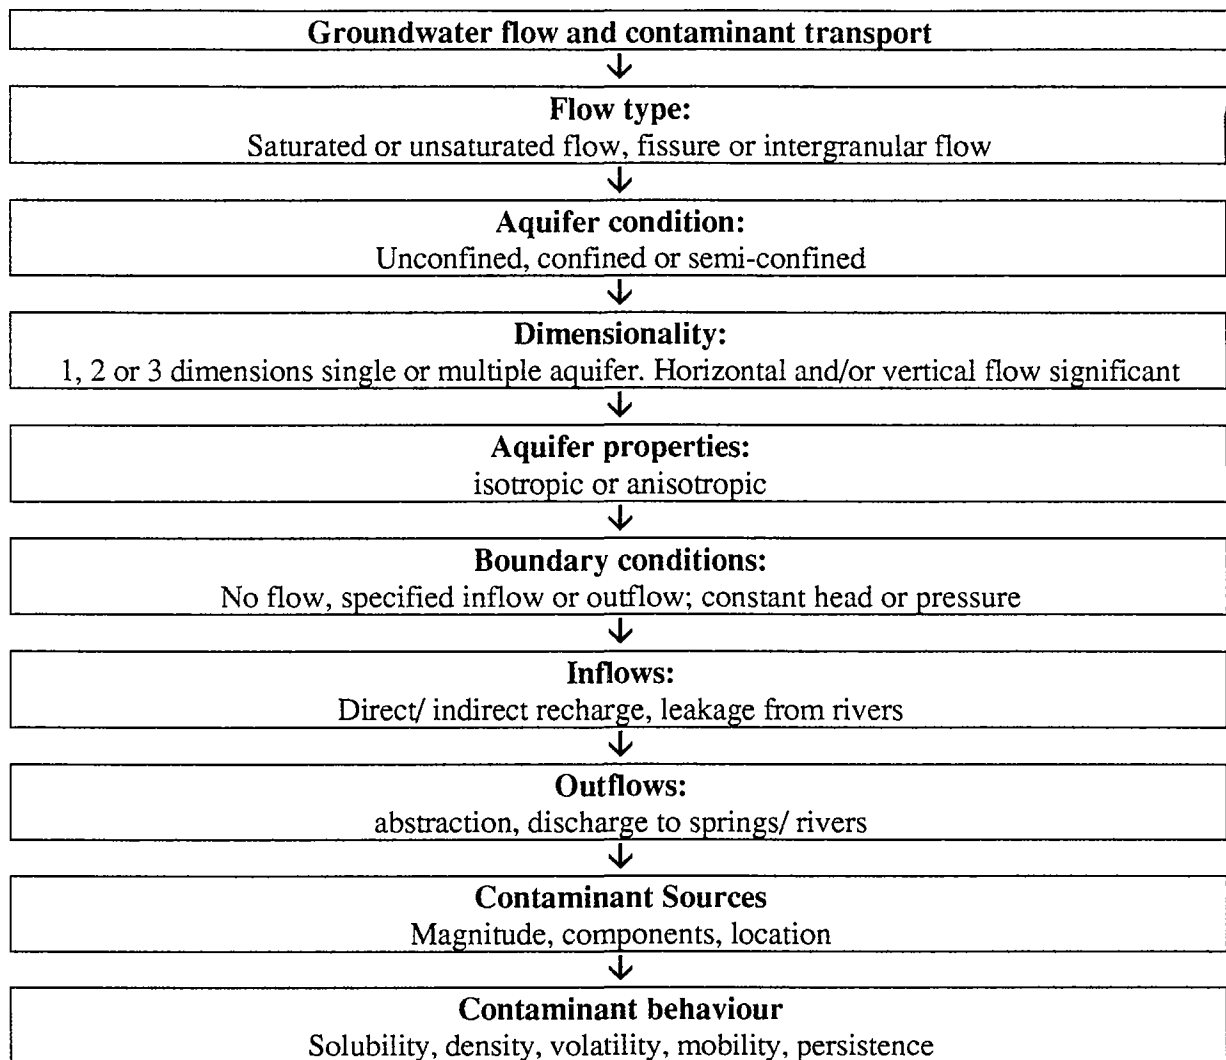 Groundwater flow and contaminant transport
↓
Flow type:
Saturated or unsaturated flow, fissure or intergranular flow
↓
Aquifer condition:
Unconfined, confined or semi-confined
↓
Dimensionality:
1, 2 or 3 dimensions single or multiple aquifer. Horizontal and/or vertical flow significant
↓
Aquifer properties:
isotropic or anisotropic
↓
Boundary conditions:
No flow, specified inflow or outflow; constant head or pressure
↓
Inflows:
Direct/ indirect recharge, leakage from rivers
↓
Outflows:
abstraction, discharge to springs/ rivers
↓
Contaminant Sources
Magnitude, components, location
↓
Contaminant behaviour
Solubility, density, volatility, mobility, persistence